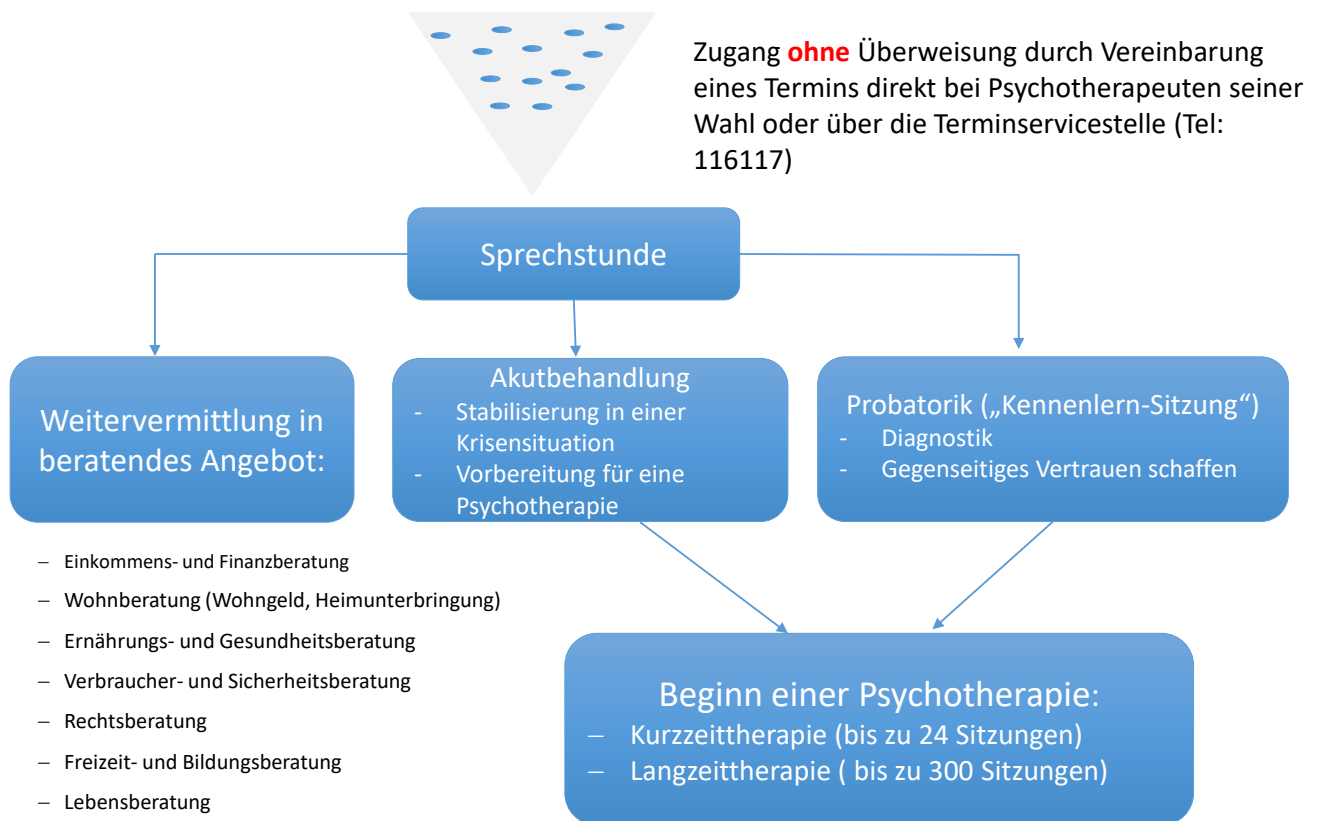 Zugang ohne Überweisung durch Vereinbarung
eines Termins direkt bei Psychotherapeuten seiner
Wahl oder über die Terminservicestelle (Tel:
116117)
Sprechstunde
Weitervermittlung in
beratendes Angebot:
Akutbehandlung
- Stabilisierung in einer
Krisensituation
- Vorbereitung für eine
Psychotherapie
Probatorik („Kennenlern-Sitzung“)
- Diagnostik
- Gegenseitiges Vertrauen schaffen
– Einkommens- und Finanzberatung
– Wohnberatung (Wohngeld, Heimunterbringung)
– Ernährungs- und Gesundheitsberatung
– Verbraucher- und Sicherheitsberatung
– Rechtsberatung
– Freizeit- und Bildungsberatung
– Lebensberatung
Beginn einer Psychotherapie:
– Kurzzeittherapie (bis zu 24 Sitzungen)
– Langzeittherapie ( bis zu 300 Sitzungen)